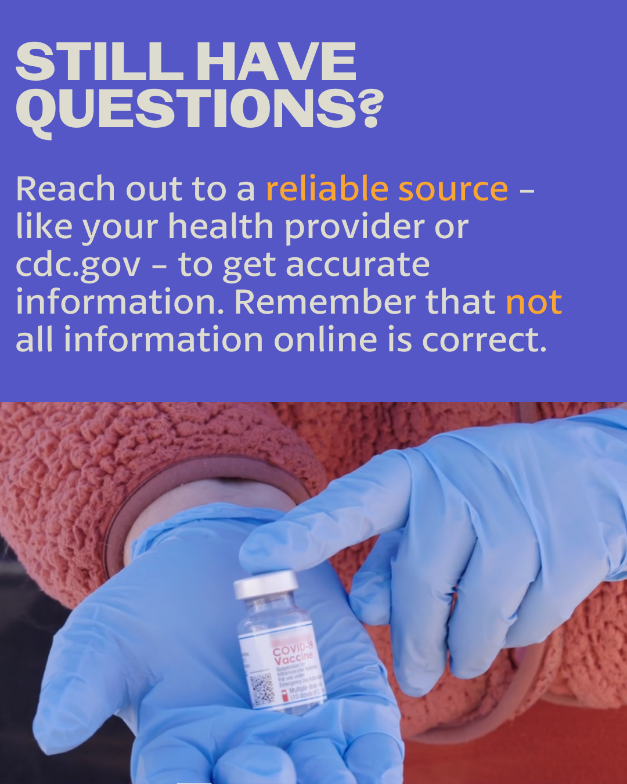 STILL HAVE
QUESTIONS?
Reach out to a reliable source –
like your health provider or
cdc.gov – to get accurate
information. Remember that not
all information online is correct.
COVID-19
Vaccine